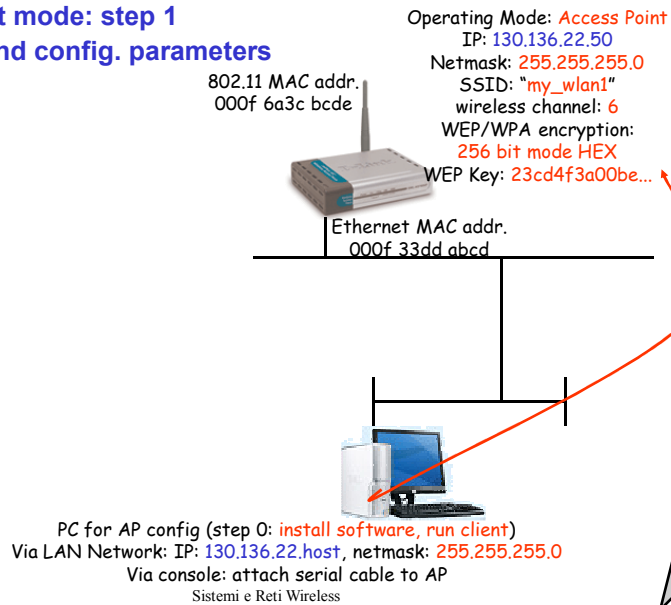 t mode: step 1
nd config. parameters
802.11 MAC addr.
000f 6a3c bcde
Operating Mode: Access Point
IP: 130.136.22.50
Netmask: 255.255.255.0
SSID: “my_wlan1”
wireless channel: 6
WEP/WPA encryption:
256 bit mode HEX
WEP Key: 23cd4f3a00be...
Ethernet MAC addr.
000f 33dd abcd
PC for AP config (step 0: install software, run client)
Via LAN Network: IP: 130.136.22.host, netmask: 255.255.255.0
Via console: attach serial cable to AP
Sistemi e Reti Wireless